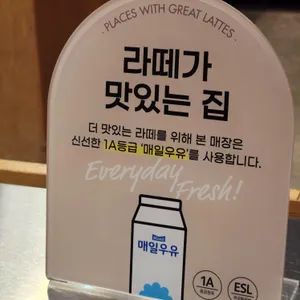 · PLACES WITH GREAT LATTES ·
라떼가
맛있는 집
더 맛있는 라떼를 위해 본 매장은
신선한 1A등급 '매일우유'를 사용합니다.
Everyday
Fresh!
매일우유
1A
ESL